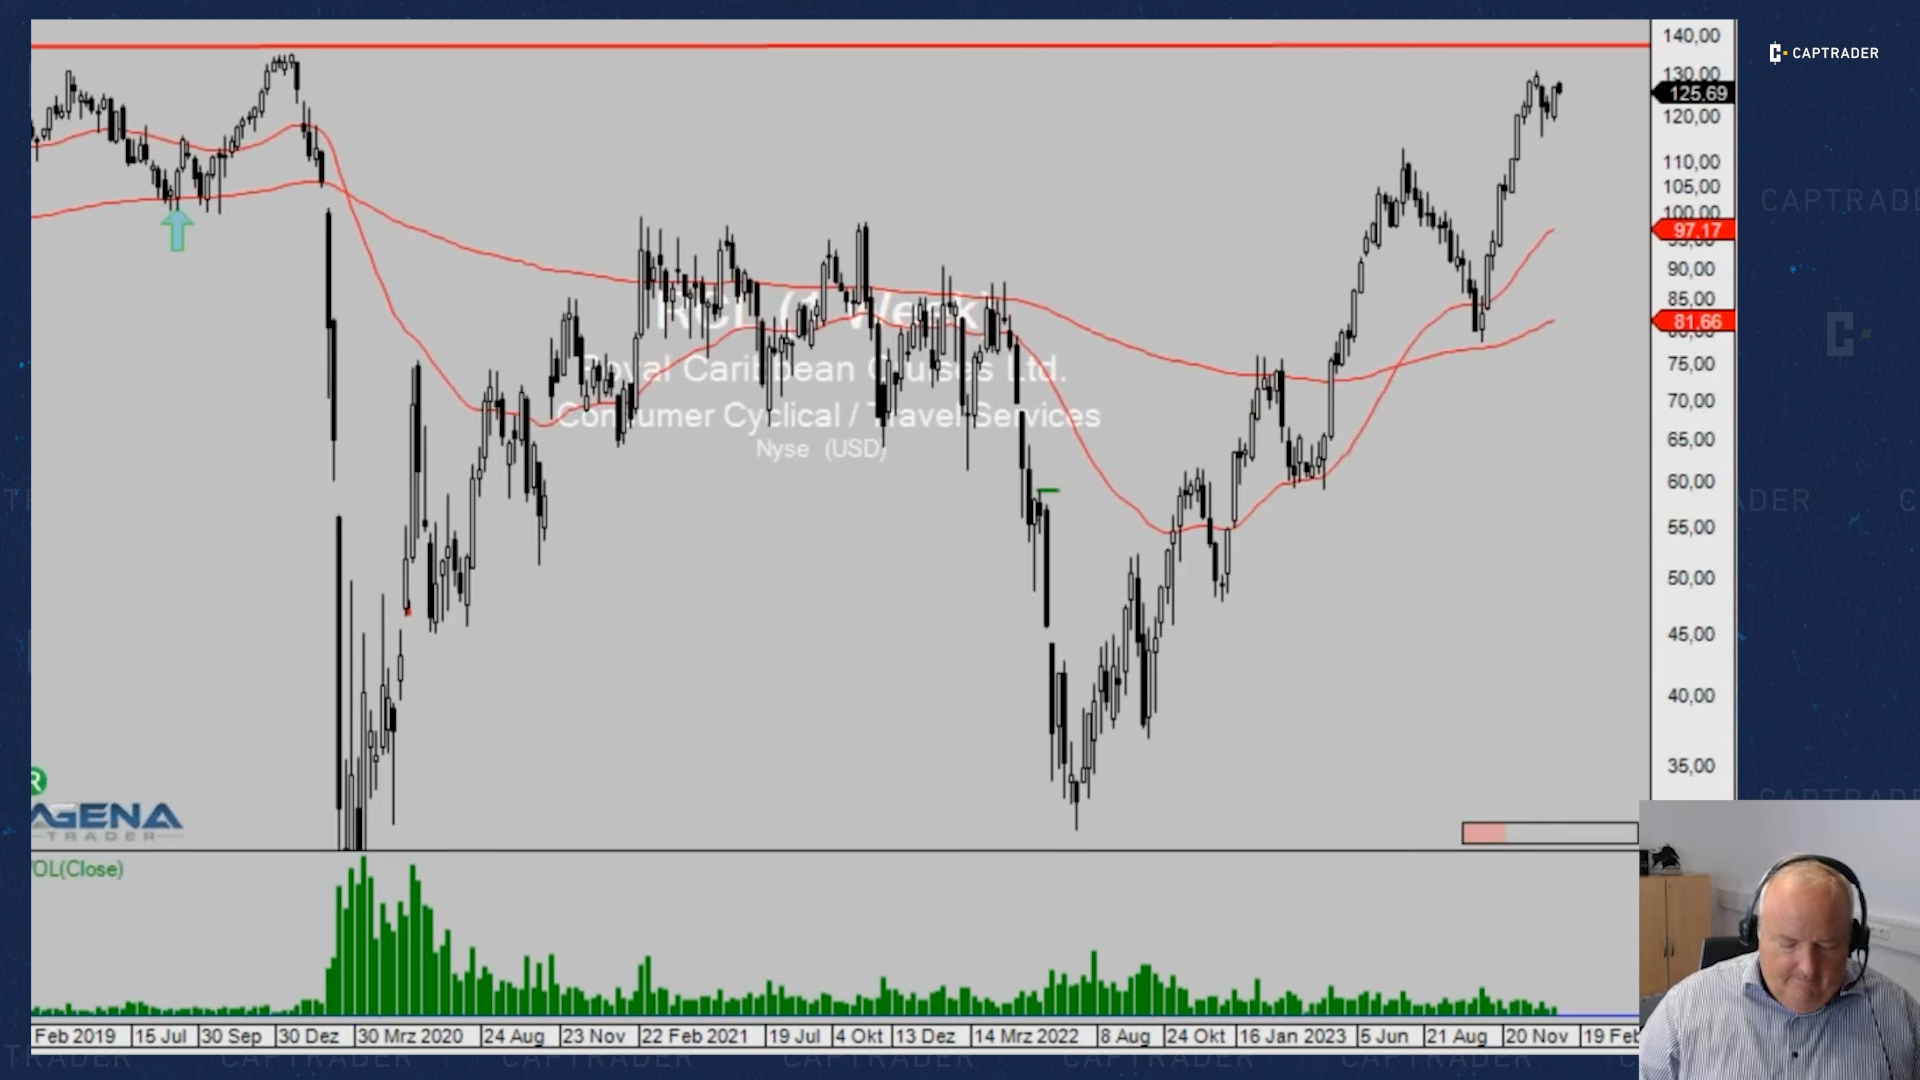 CAPTRADER
140,00
130,00
125.69
120,00
110,00
105,00
100,00
97.17
90,00
85,00
81.66
75,00
70,00
65,00
60,00
55,00
50,00
45,00
40,00
35,00
RCL (1 Week)
Royal Caribbean Cruises Ltd.
Consumer Cyclical / Travel Services
Nyse (USD)
R
AGENA
TRADER
OL(Close)
Feb 2019 15 Jul 30 Sep 30 Dez 30 Mrz 2020 24 Aug 23 Nov 22 Feb 2021 19 Jul 4 Okt 13 Dez 14 Mrz 2022 8 Aug 24 Okt 16 Jan 2023 5 Jun 21 Aug 20 Nov 19 Feb